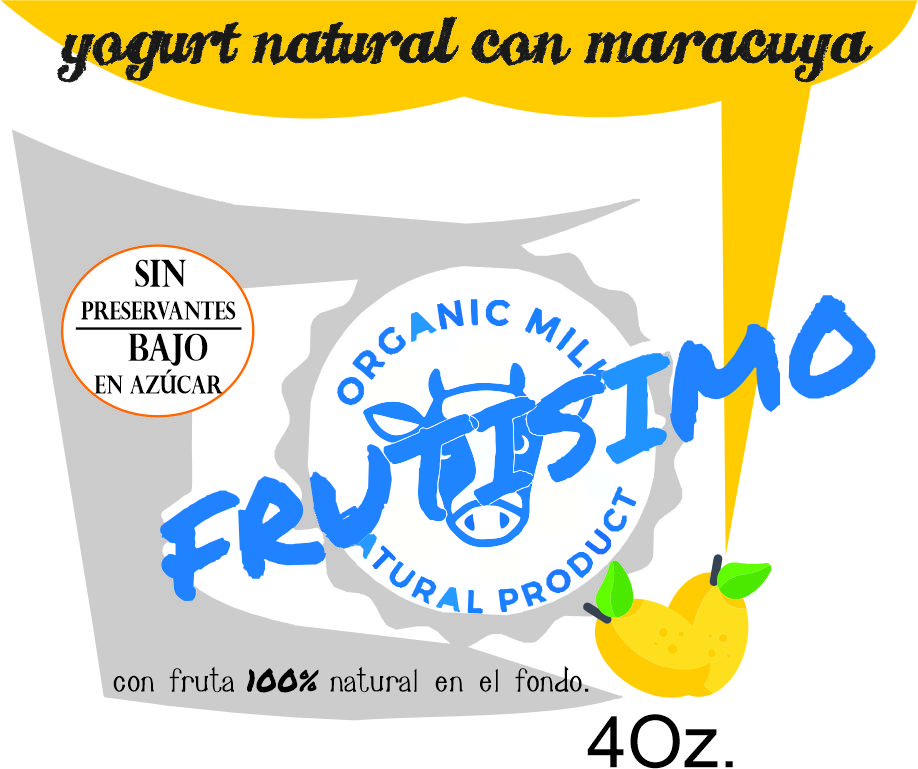 yogurt natural con maracuya
SIN
PRESERVANTES
BAJO
EN AZÚCAR
ORGANIC MILK
FRUTISIMO
NATURAL PRODUCT
con fruta 100% natural en el fondo.
4Oz.